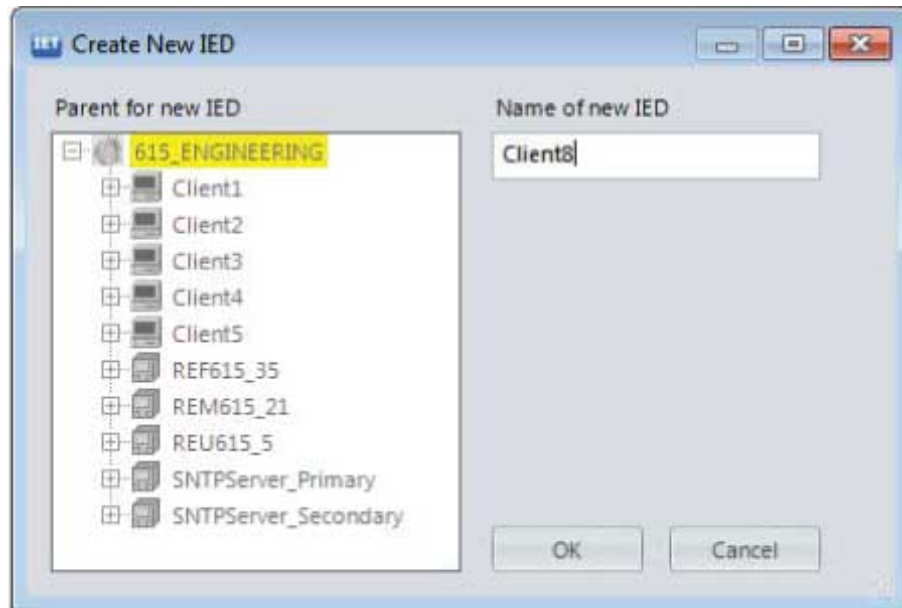 IET Create New IED
Parent for new IED
Name of new IED
615_ENGINEERING
Client8
Client1
Client2
Client3
Client4
Client5
REF615_35
REM615_21
REU615_5
SNTPServer_Primary
SNTPServer_Secondary
OK
Cancel